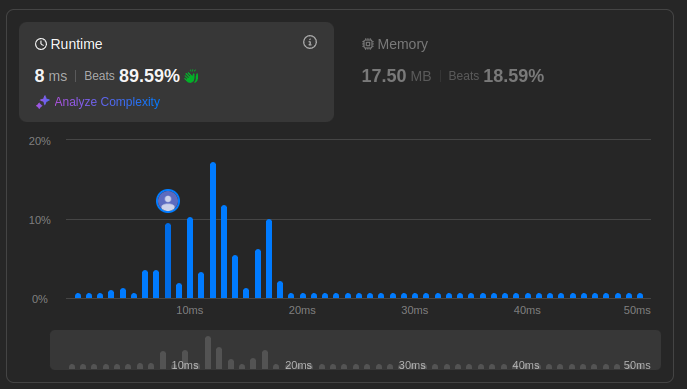 Runtime
8 ms | Beats 89.59%
Analyze Complexity
Memory
17.50 MB | Beats 18.59%
20%
10%
0%
10ms 20ms 30ms 40ms 50ms
10ms 20ms 30ms 40ms 50ms